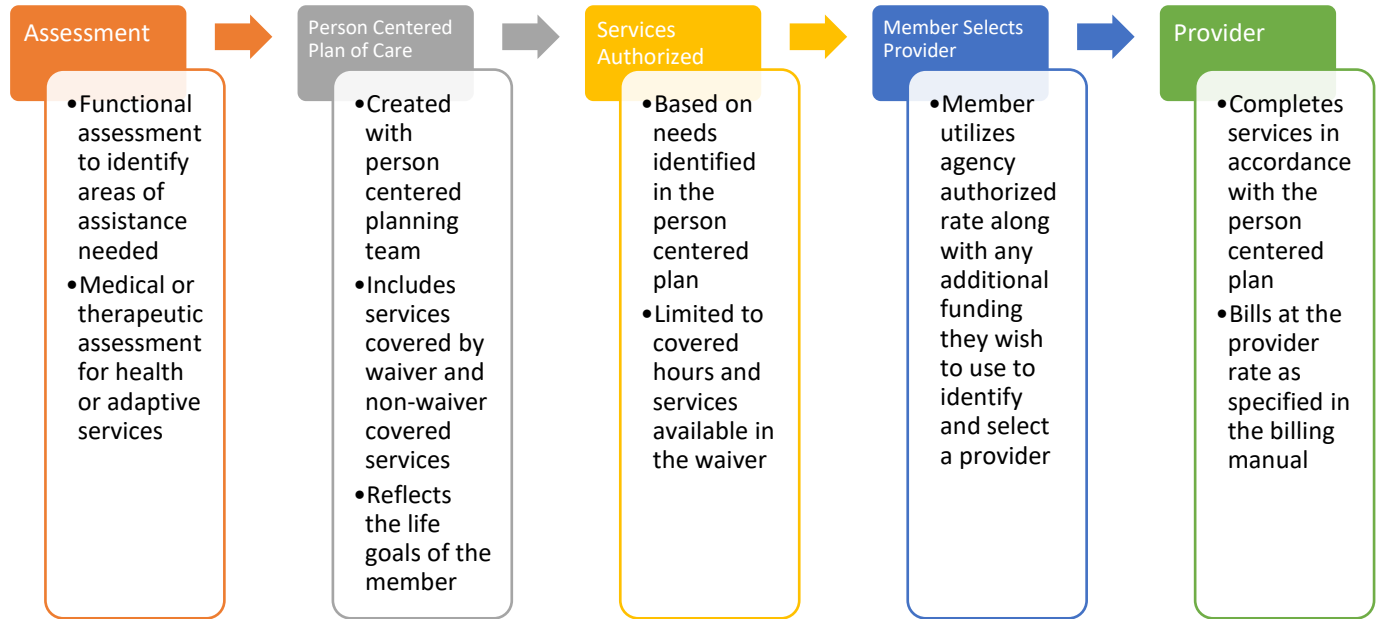 Assessment
•Functional
assessment
to identify
areas of
assistance
needed
•Medical or
therapeutic
assessment
for health
or adaptive
services
Person Centered
Plan of Care
•Created
with
person
centered
planning
team
•Includes
services
covered by
waiver and
non-waiver
covered
services
•Reflects
the life
goals of the
member
Services
Authorized
•Based on
needs
identified
in the
person
centered
plan
•Limited to
covered
hours and
services
available in
the waiver
Member Selects
Provider
•Member
utilizes
agency
authorized
rate along
with any
additional
funding
they wish
to use to
identify
and select
a provider
Provider
•Completes
services in
accordance
with the
person
centered
plan
•Bills at the
provider
rate as
specified in
the billing
manual